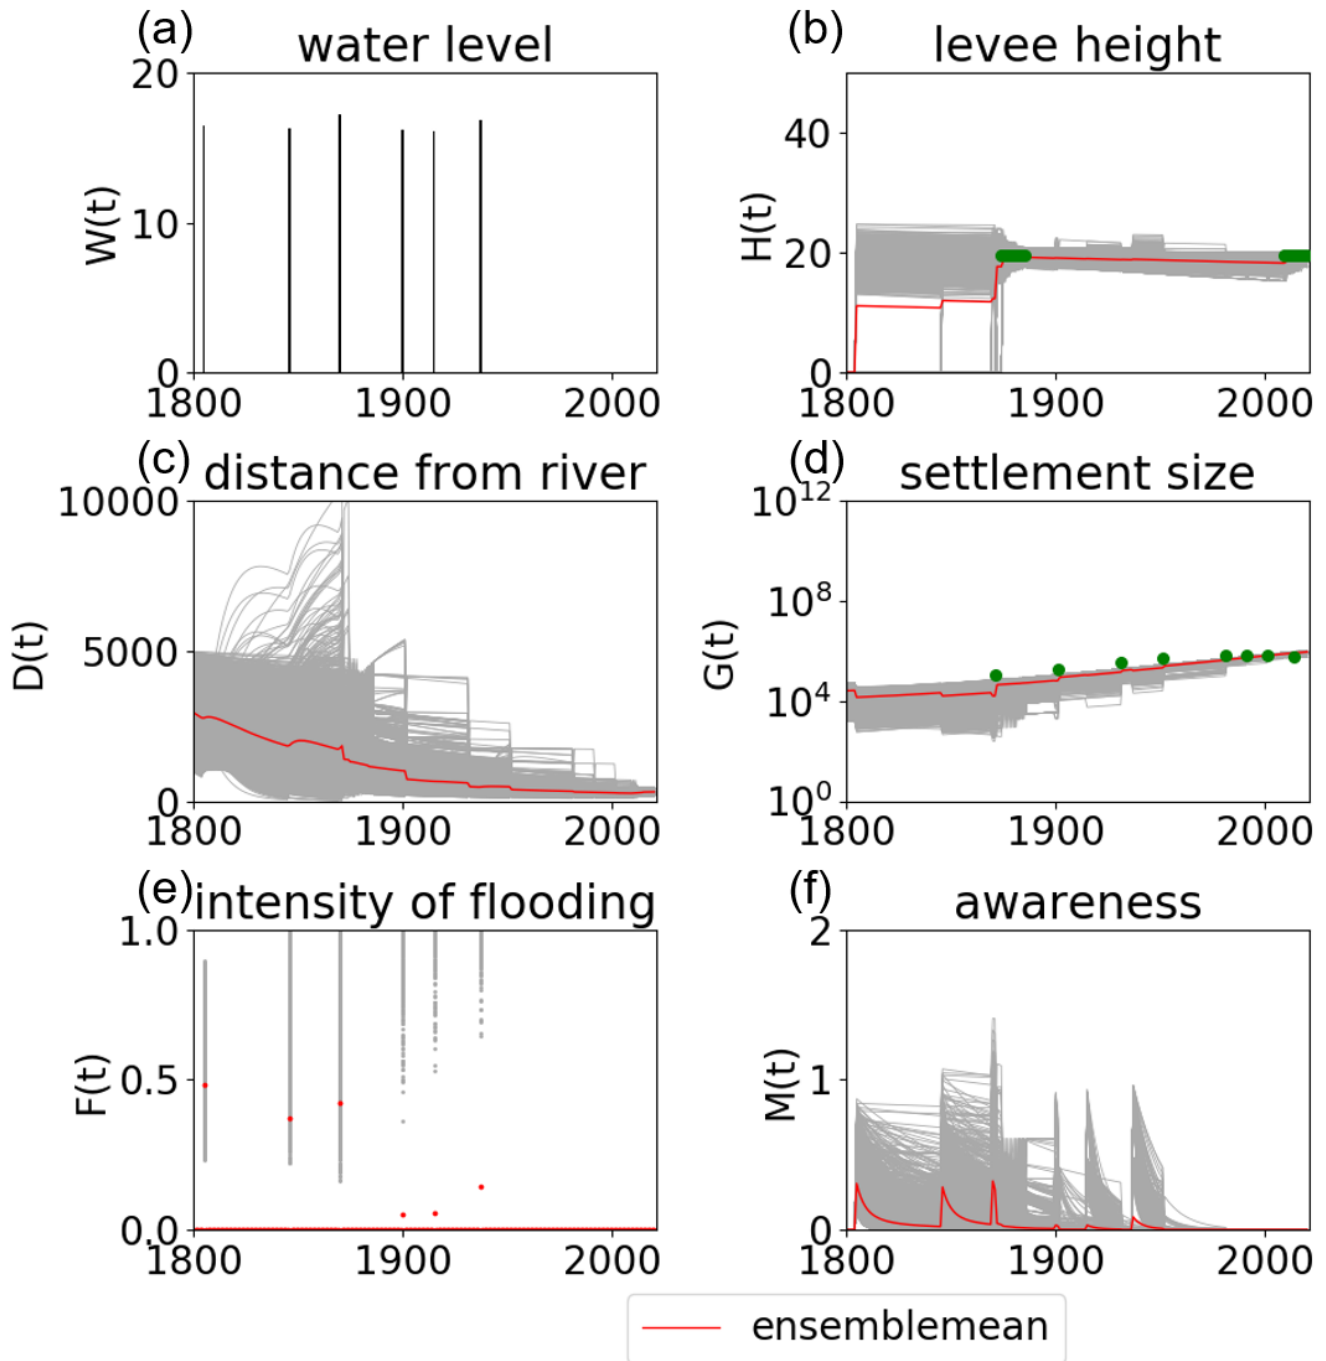 (a) water level
20
10
0
W(t)
1800 1900 2000
(b) levee height
40
20
0
H(t)
1800 1900 2000
(c) distance from river
10000
5000
0
D(t)
1800 1900 2000
(d) settlement size
10^12
10^8
10^4
10^0
G(t)
1800 1900 2000
(e) intensity of flooding
1.0
0.5
0.0
F(t)
1800 1900 2000
(f) awareness
2
1
0
M(t)
1800 1900 2000
ensemblemean